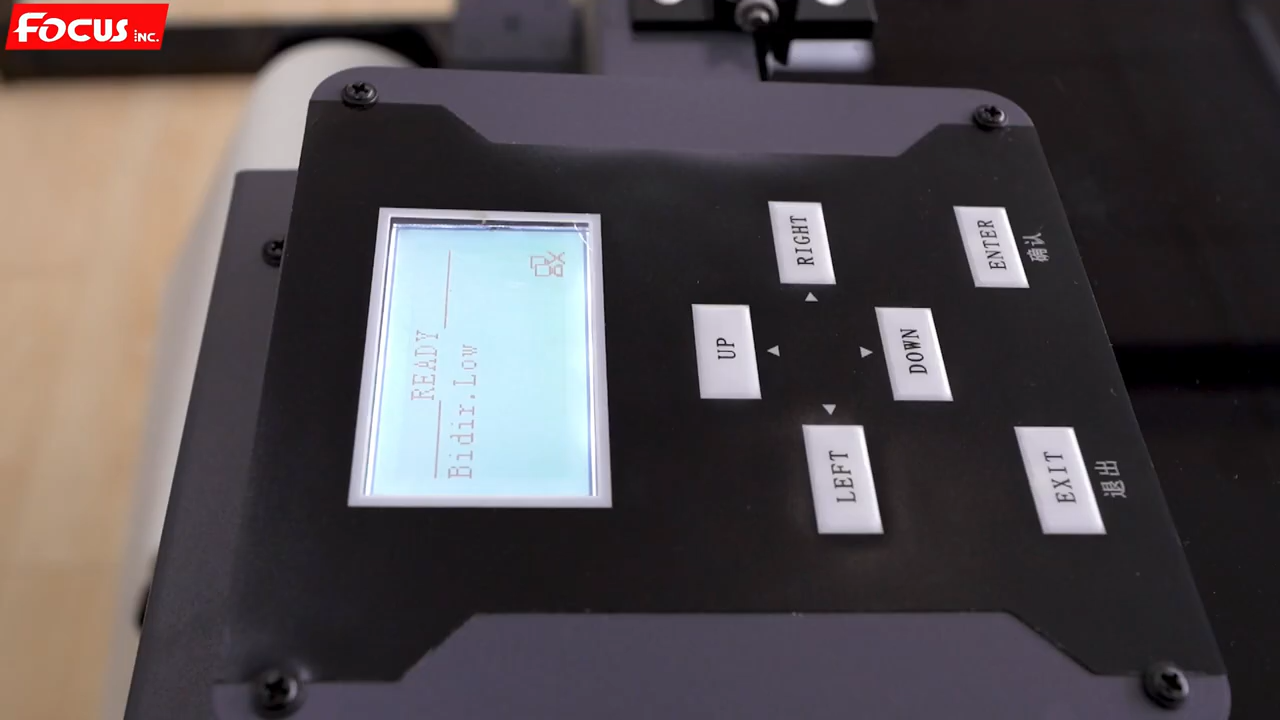 FOCUS INC.
READY
Bidir.Low
RIGHT
UP
DOWN
LEFT
ENTER
确认
EXIT
退出